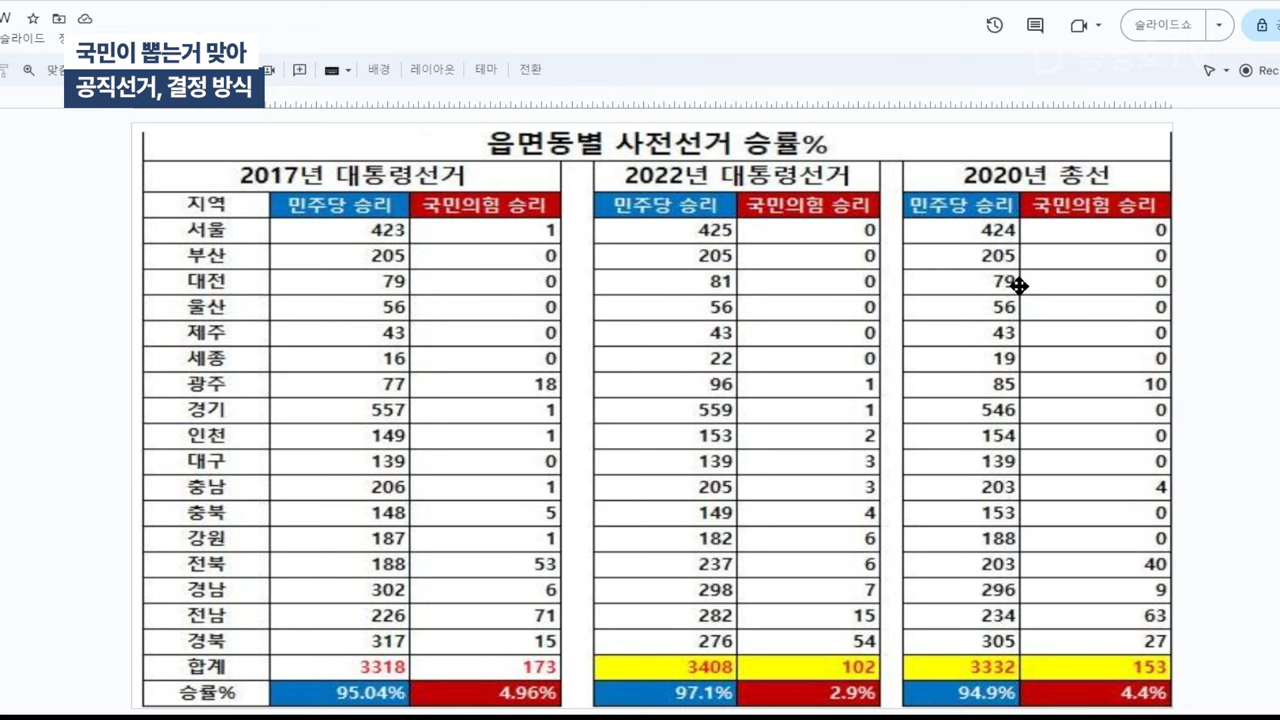 슬라이드
슬라이드쇼
국민이 뽑는거 맞아
공직선거, 결정 방식
배경 레이아웃 테마 전환
Rec
읍면동별 사전선거 승률%
2017년 대통령선거 2022년 대통령선거 2020년 총선
지역 민주당 승리 국민의힘 승리 민주당 승리 국민의힘 승리 민주당 승리 국민의힘 승리
서울 423 1 425 0 424 0
부산 205 0 205 0 205 0
대전 79 0 81 0 79 0
울산 56 0 56 0 56 0
제주 43 0 43 0 43 0
세종 16 0 22 0 19 0
광주 77 18 96 1 85 10
경기 557 1 559 1 546 0
인천 149 1 153 2 154 0
대구 139 0 139 3 139 0
충남 206 1 205 3 203 4
충북 148 5 149 4 153 0
강원 187 1 182 6 188 0
전북 188 53 237 6 203 40
경남 302 6 298 7 296 9
전남 226 71 282 15 234 63
경북 317 15 276 54 305 27
합계 3318 173 3408 102 3332 153
승률% 95.04% 4.96% 97.1% 2.9% 94.9% 4.4%